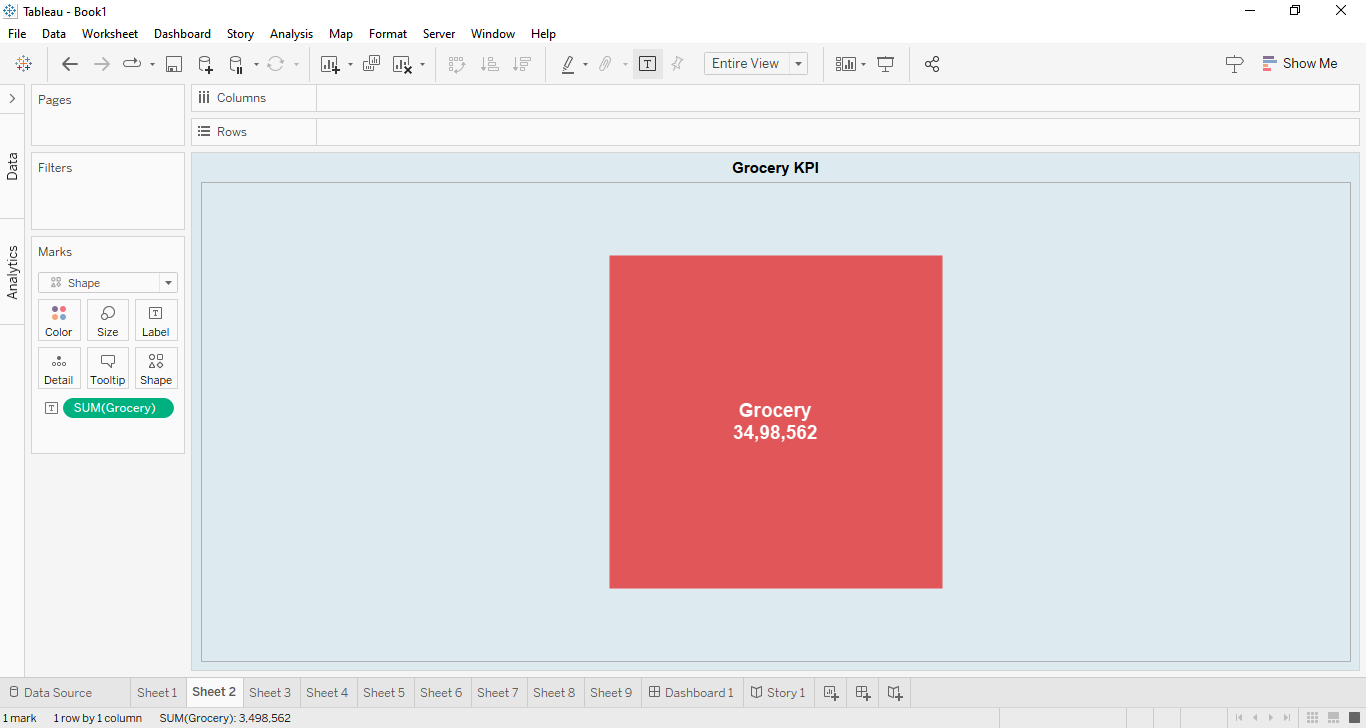 Tableau - Book1
File Data Worksheet Dashboard Story Analysis Map Format Server Window Help
Entire View
Show Me
Pages
iii Columns
Rows
Data
Filters
Grocery KPI
Analytics
Marks
Shape
Color Size Label
Detail Tooltip Shape
SUM(Grocery)
Grocery
34,98,562
Data Source Sheet 1 Sheet 2 Sheet 3 Sheet 4 Sheet 5 Sheet 6 Sheet 7 Sheet 8 Sheet 9 Dashboard 1 Story 1
1 mark 1 row by 1 column SUM(Grocery): 3,498,562